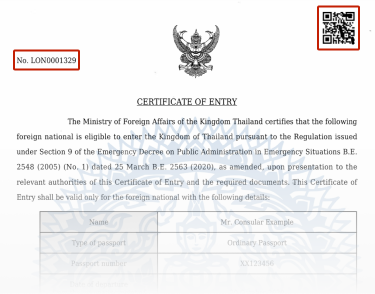 No. LON0001329
CERTIFICATE OF ENTRY
The Ministry of Foreign Affairs of the Kingdom Thailand certifies that the following
foreign national is eligible to enter the Kingdom of Thailand pursuant to the Regulation issued
under Section 9 of the Emergency Decree on Public Administration in Emergency Situations B.E.
2548 (2005) (No. 1) dated 25 March B.E. 2563 (2020), as amended, upon presentation to the
relevant authorities of this Certificate of Entry and the required documents. This Certificate of
Entry shall be valid only for the foreign national with the following details:
Name Mr. Consular Example
Type of passport Ordinary Passport
Passport number XX123456